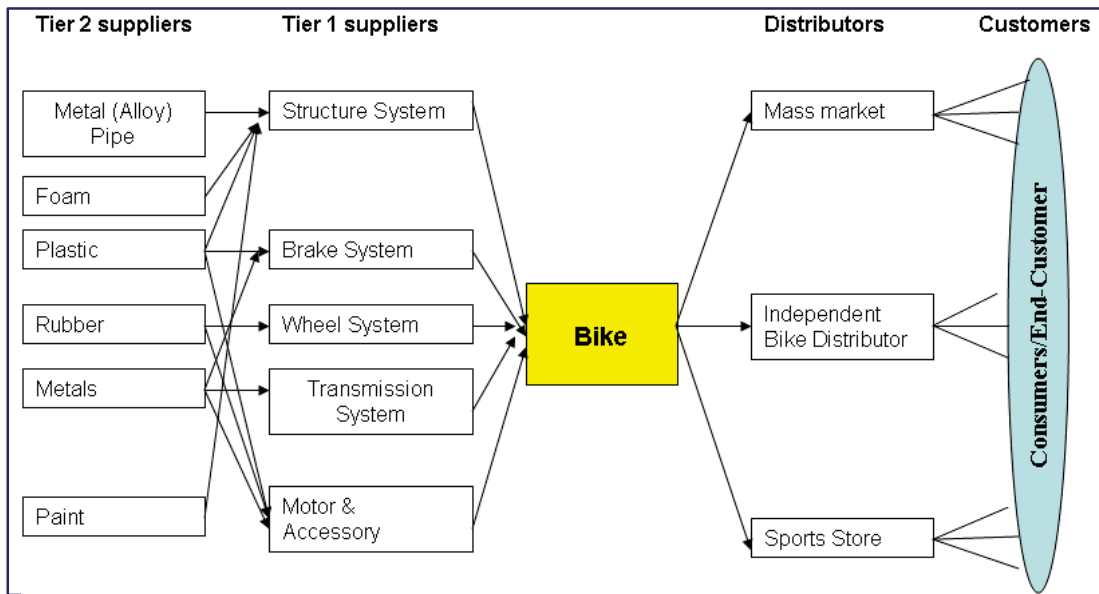 Tier 2 suppliers
Tier 1 suppliers
Distributors
Customers
Metal (Alloy)
Pipe
Foam
Plastic
Rubber
Metals
Paint
Structure System
Brake System
Wheel System
Transmission
System
Motor &
Accessory
Bike
Mass market
Independent
Bike Distributor
Sports Store
Consumers/End-Customer